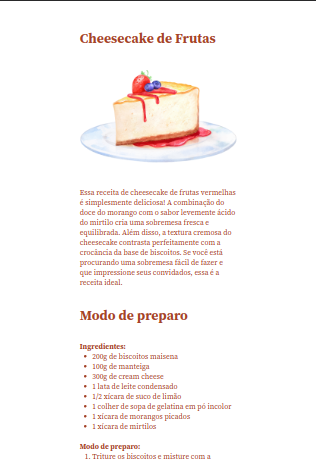 Cheesecake de Frutas
Essa receita de cheesecake de frutas vermelhas
é simplesmente deliciosa! A combinação do
doce do morango com o sabor levemente ácido
do mirtilo cria uma sobremesa fresca e
equilibrada. Além disso, a textura cremosa do
cheesecake contrasta perfeitamente com a
crocância da base de biscoitos. Se você está
procurando uma sobremesa fácil de fazer e
que impressione seus convidados, essa é a
receita ideal.
Modo de preparo
Ingredientes:
• 200g de biscoitos maisena
• 100g de manteiga
• 300g de cream cheese
• 1 lata de leite condensado
• 1/2 xícara de suco de limão
• 1 colher de sopa de gelatina em pó incolor
• 1 xícara de morangos picados
• 1 xícara de mirtilos
Modo de preparo:
1. Triture os biscoitos e misture com a